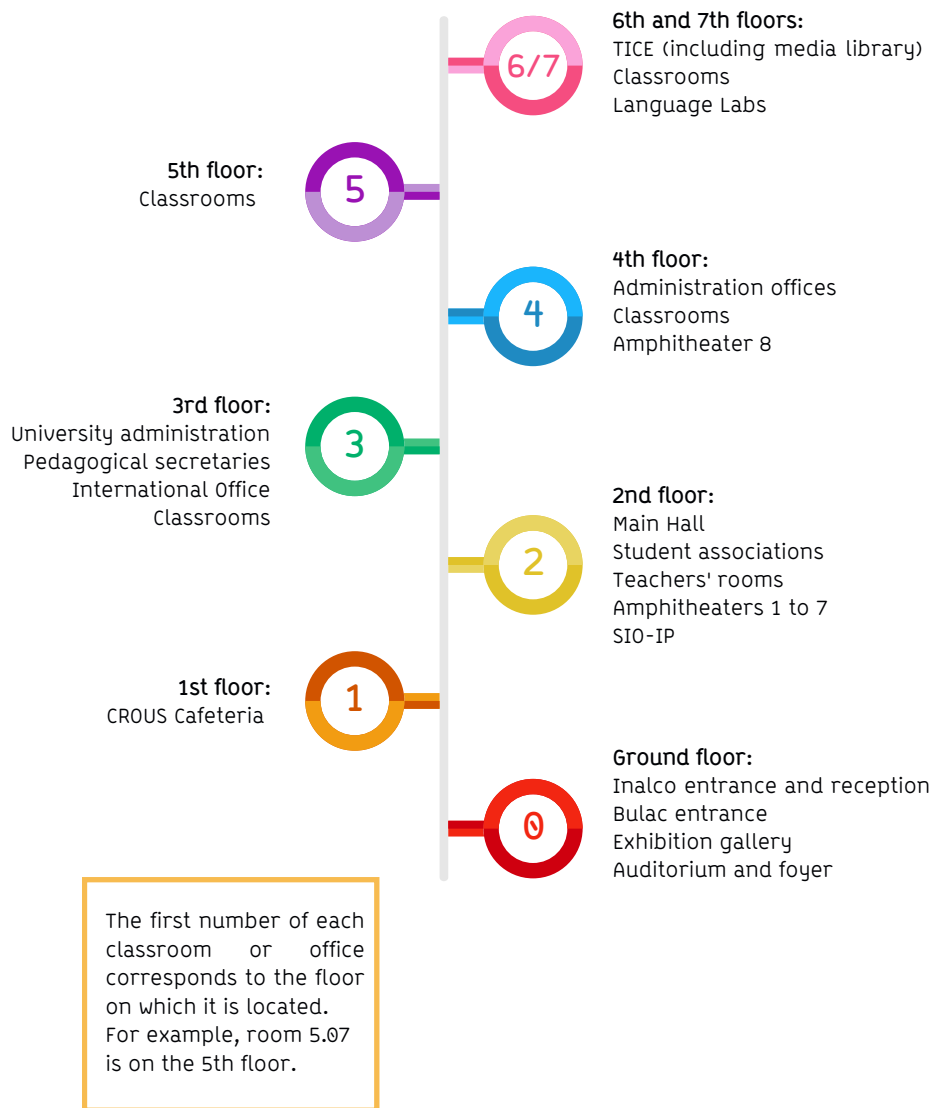 6/7
6th and 7th floors:
TICE (including media library)
Classrooms
Language Labs
5th floor:
Classrooms
5
4
4th floor:
Administration offices
Classrooms
Amphitheater 8
3rd floor:
University administration
Pedagogical secretaries
International Office
Classrooms
3
2
2nd floor:
Main Hall
Student associations
Teachers' rooms
Amphitheaters 1 to 7
SIO-IP
1st floor:
CROUS Cafeteria
1
0
Ground floor:
Inalco entrance and reception
Bulac entrance
Exhibition gallery
Auditorium and foyer
The first number of each
classroom or office
corresponds to the floor
on which it is located.
For example, room 5.07
is on the 5th floor.